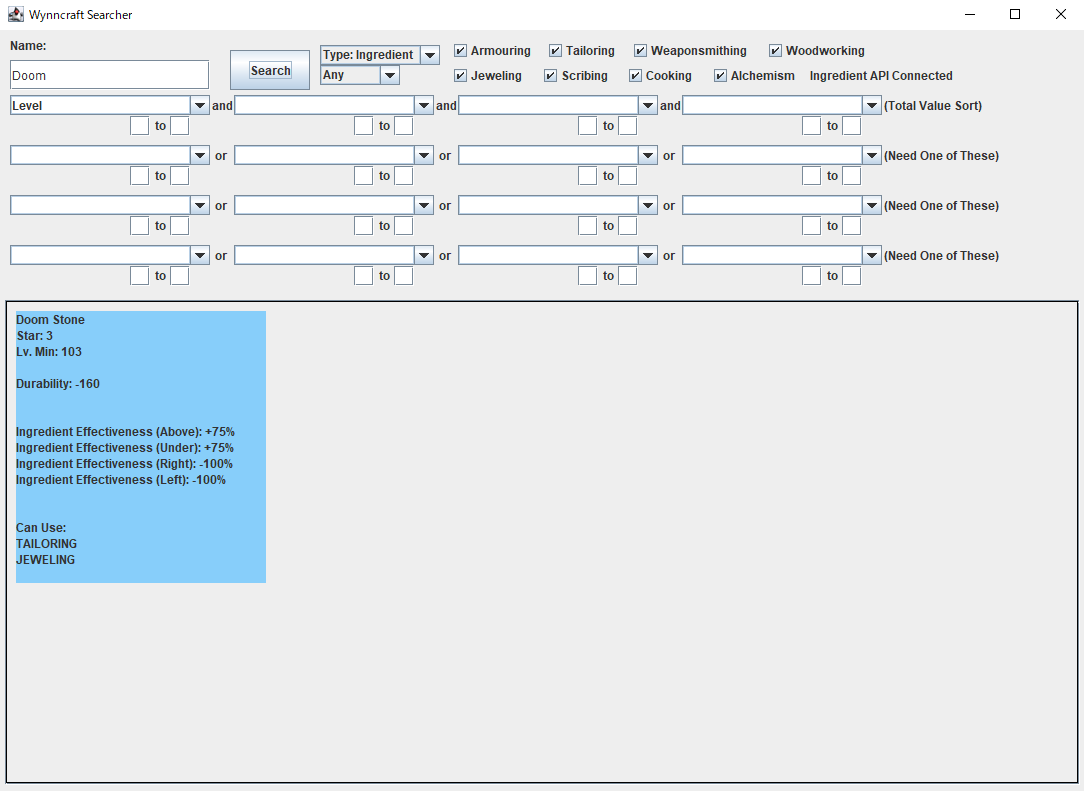 Wynncraft Searcher
Name:
Doom
Search
Type: Ingredient
Any
Armouring Tailoring Weaponsmithing Woodworking
Jeweling Scribing Cooking Alchemism Ingredient API Connected
Level and and and (Total Value Sort)
to to to to
or or or (Need One of These)
to to to to
or or or (Need One of These)
to to to to
or or or (Need One of These)
to to to to
Doom Stone
Star: 3
Lv. Min: 103
Durability: -160
Ingredient Effectiveness (Above): +75%
Ingredient Effectiveness (Under): +75%
Ingredient Effectiveness (Right): -100%
Ingredient Effectiveness (Left): -100%
Can Use:
TAILORING
JEWELING